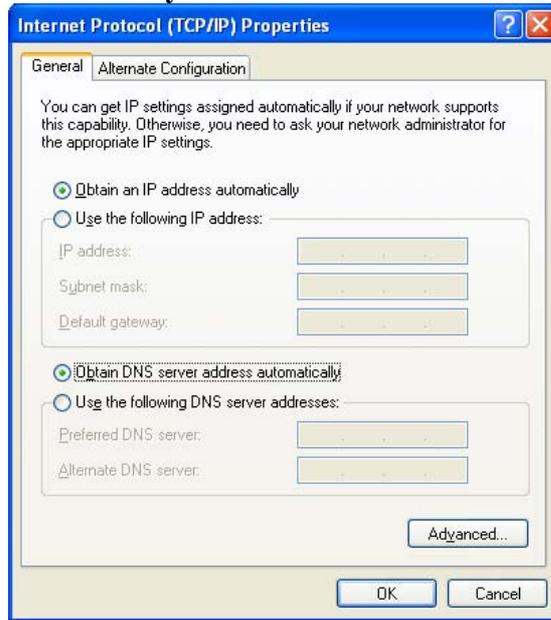 Internet Protocol (TCP/IP) Properties
General Alternate Configuration
You can get IP settings assigned automatically if your network supports
this capability. Otherwise, you need to ask your network administrator for
the appropriate IP settings.
Obtain an IP address automatically
Use the following IP address:
IP address:
Subnet mask:
Default gateway:
Obtain DNS server address automatically
Use the following DNS server addresses:
Preferred DNS server:
Alternate DNS server:
Advanced...
OK Cancel